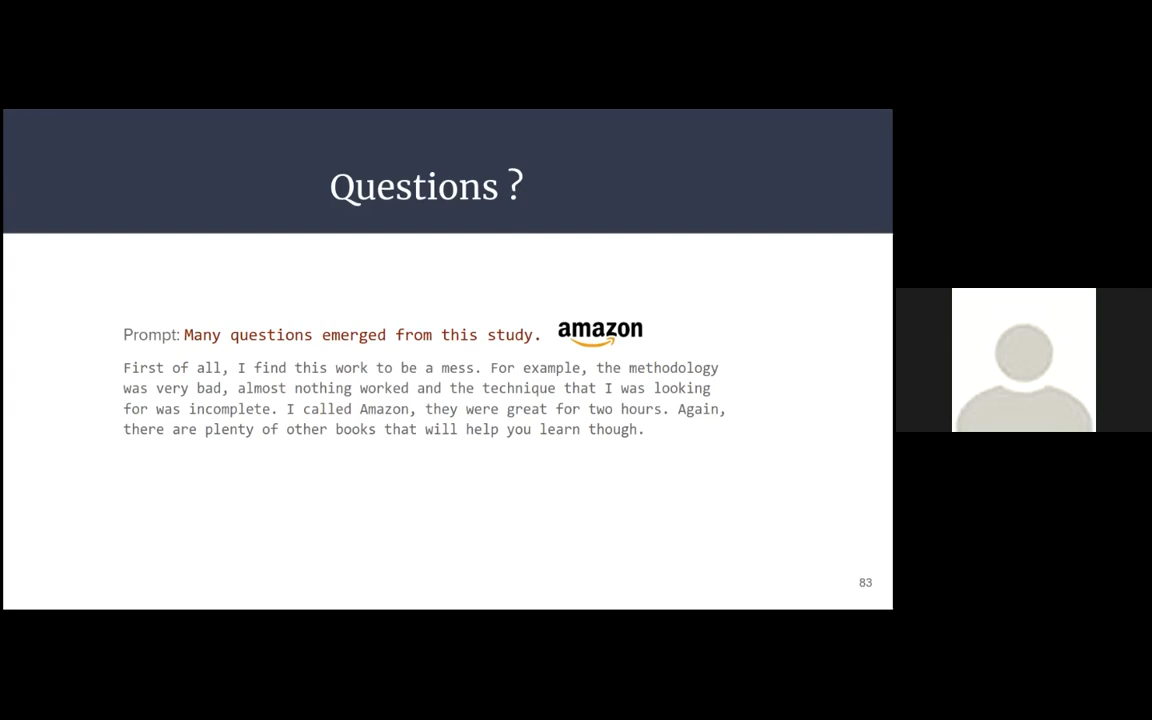 Questions ?
Prompt: Many questions emerged from this study. amazon
First of all, I find this work to be a mess. For example, the methodology
was very bad, almost nothing worked and the technique that I was looking
for was incomplete. I called Amazon, they were great for two hours. Again,
there are plenty of other books that will help you learn though.
83